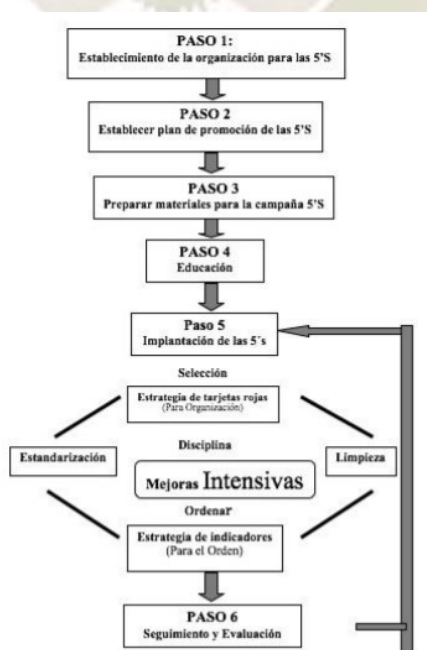 PASO 1:
Establecimiento de la organización para las 5’S
PASO 2
Establecer plan de promoción de las 5’S
PASO 3
Preparar materiales para la campaña 5’S
PASO 4
Educación
Paso 5
Implantación de las 5´s
Selección
Estrategia de tarjetas rojas
(Para Organización)
Disciplina
Estandarización
Limpieza
Mejoras Intensivas
Ordenar
Estrategia de indicadores
(Para el Orden)
PASO 6
Seguimiento y Evaluación